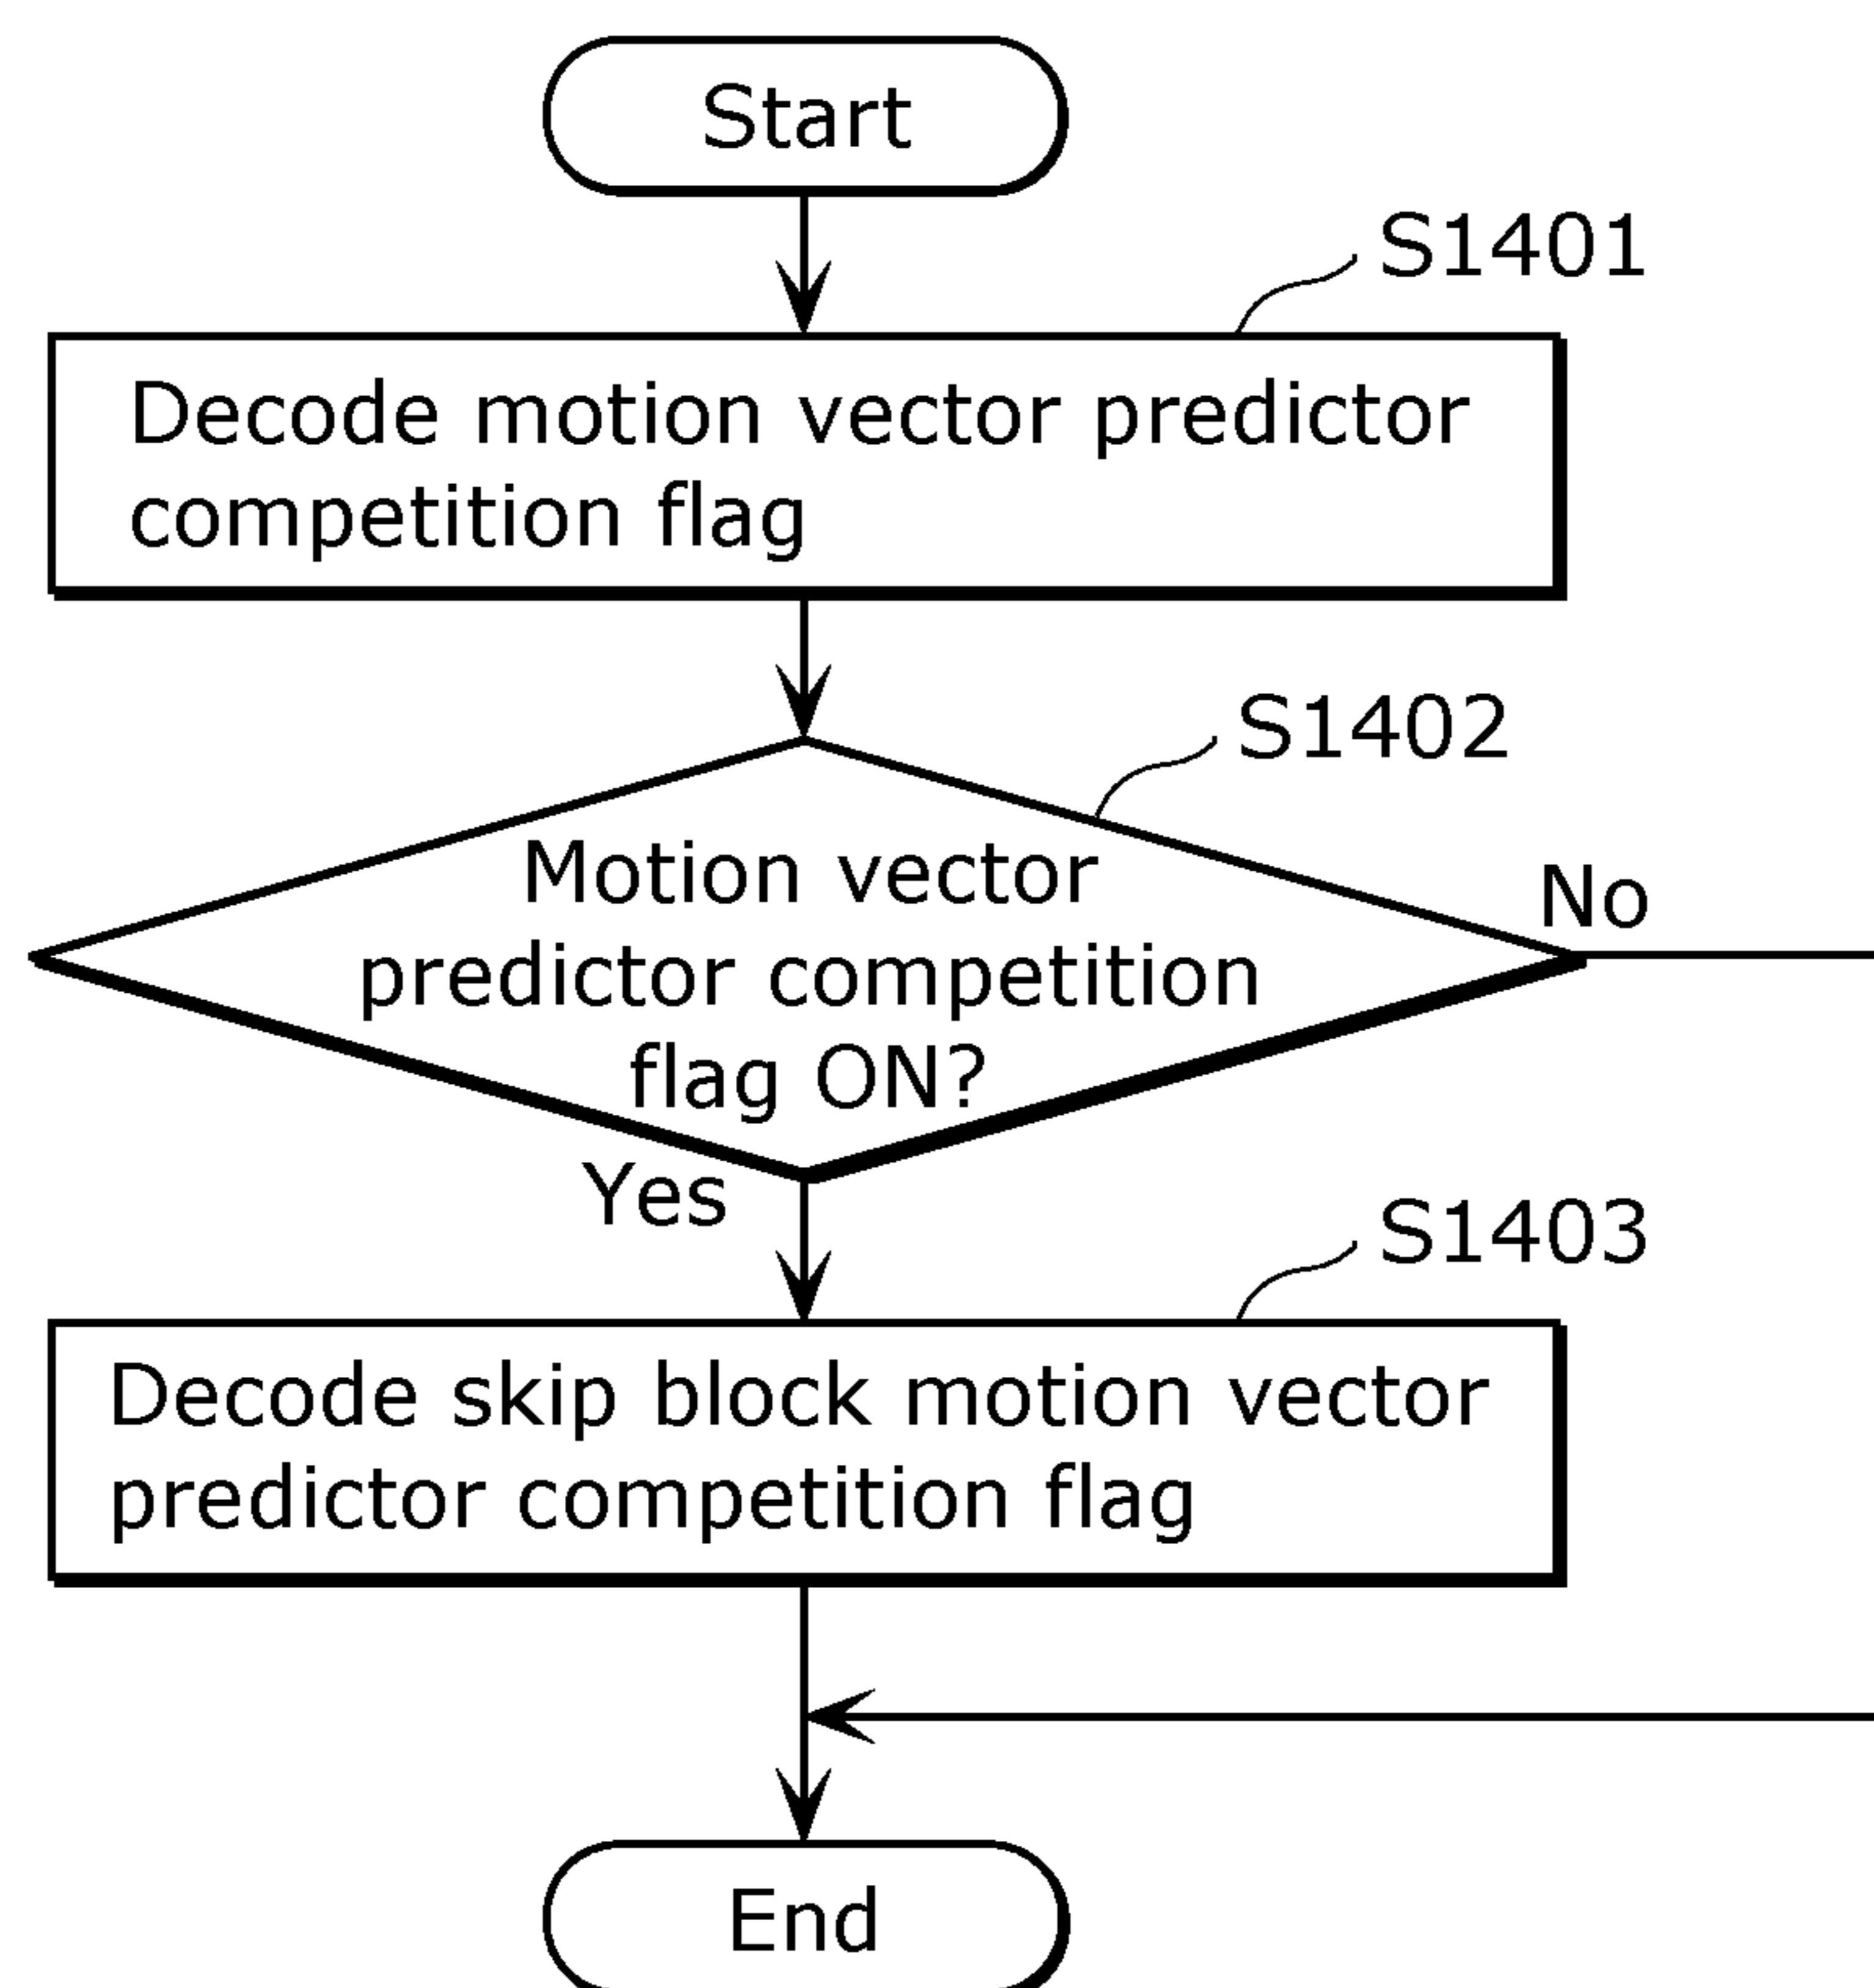 Start
S1401
Decode motion vector predictor
competition flag
S1402
Motion vector
predictor competition
flag ON?
No
Yes
S1403
Decode skip block motion vector
predictor competition flag
End